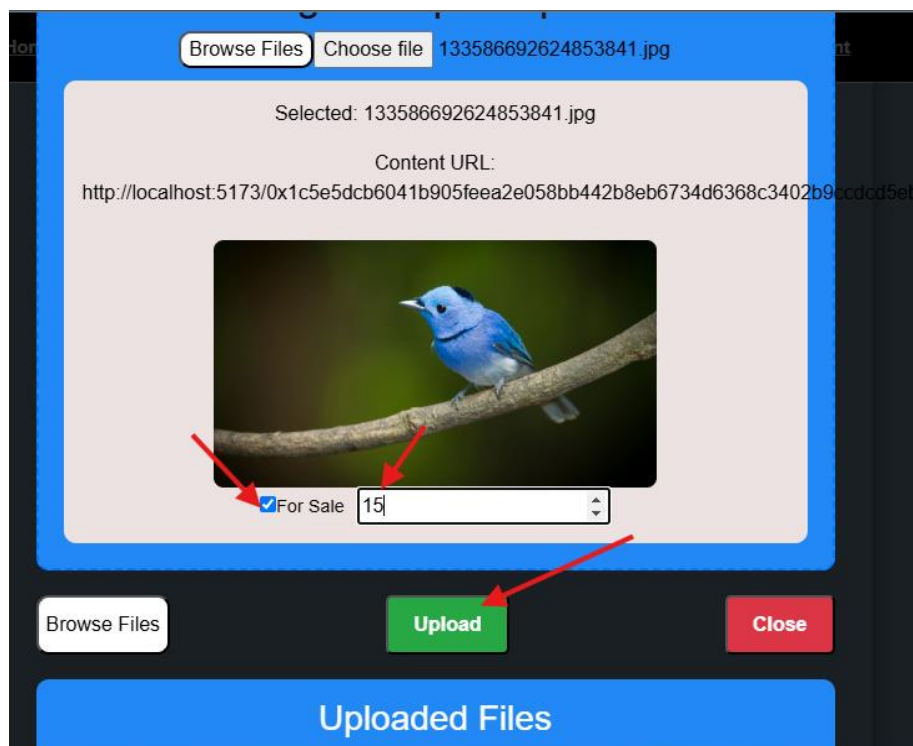 Browse Files Choose file 133586692624853841.jpg
Selected: 133586692624853841.jpg
Content URL:
http://localhost:5173/0x1c5e5dcb6041b905feea2e058bb442b8eb6734d6368c3402b9ccdcd5eb
For Sale 15
Browse Files Upload Close
Uploaded Files